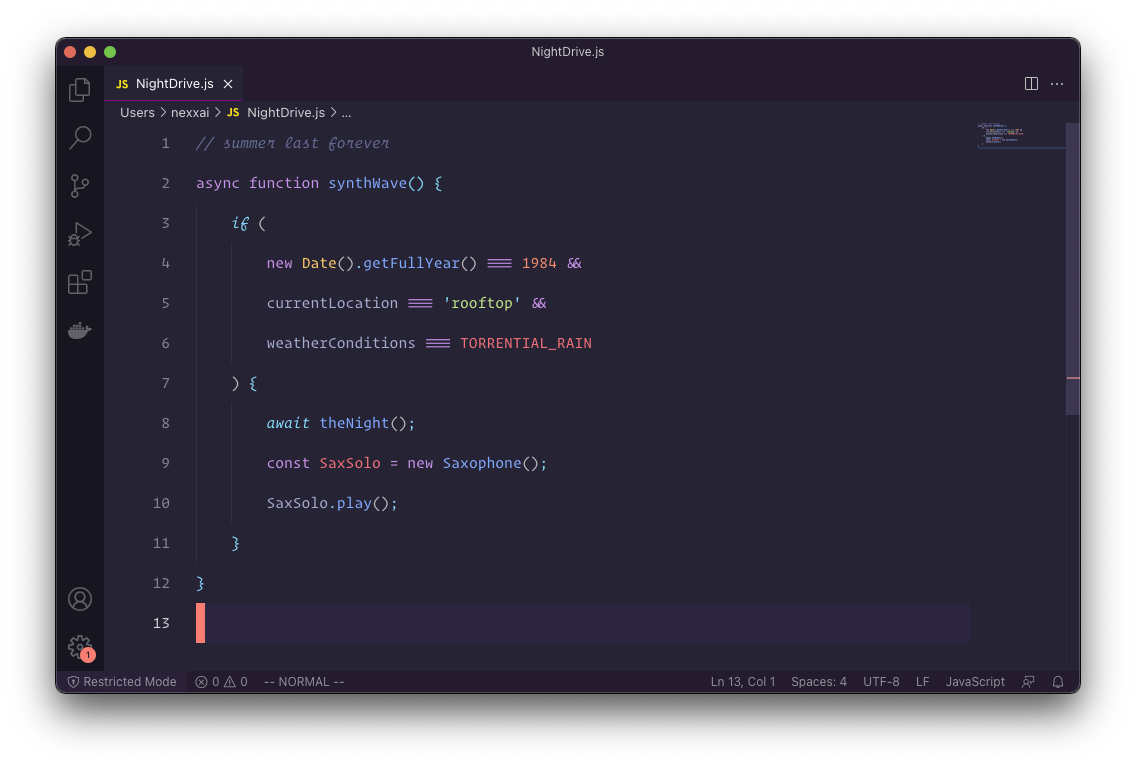 NightDrive.js
JS NightDrive.js
Users > nexxai > JS NightDrive.js > ...
1 // summer last forever
2 async function synthWave() {
3 if (
4 new Date().getFullYear() === 1984 &&
5 currentLocation === 'rooftop' &&
6 weatherConditions === TORRENTIAL_RAIN
7 ) {
8 await theNight();
9 const SaxSolo = new Saxophone();
10 SaxSolo.play();
11 }
12 }
13
1
Restricted Mode 0 0 -- NORMAL -- Ln 13, Col 1 Spaces: 4 UTF-8 LF JavaScript